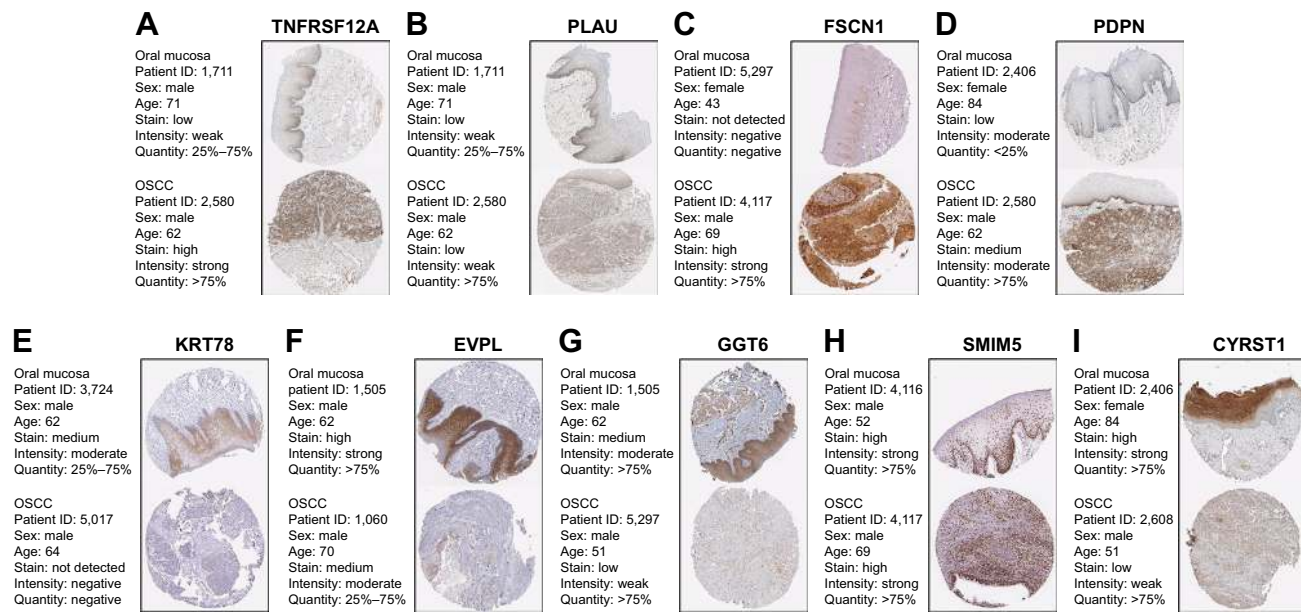 A TNFRSF12A
Oral mucosa
Patient ID: 1,711
Sex: male
Age: 71
Stain: low
Intensity: weak
Quantity: 25%–75%
OSCC
Patient ID: 2,580
Sex: male
Age: 62
Stain: high
Intensity: strong
Quantity: >75%
B PLAU
Oral mucosa
Patient ID: 1,711
Sex: male
Age: 71
Stain: low
Intensity: weak
Quantity: 25%–75%
OSCC
Patient ID: 2,580
Sex: male
Age: 62
Stain: low
Intensity: weak
Quantity: >75%
C FSCN1
Oral mucosa
Patient ID: 5,297
Sex: female
Age: 43
Stain: not detected
Intensity: negative
Quantity: negative
OSCC
Patient ID: 4,117
Sex: male
Age: 69
Stain: high
Intensity: strong
Quantity: >75%
D PDPN
Oral mucosa
Patient ID: 2,406
Sex: female
Age: 84
Stain: low
Intensity: moderate
Quantity: <25%
OSCC
Patient ID: 2,580
Sex: male
Age: 62
Stain: medium
Intensity: moderate
Quantity: >75%
E KRT78
Oral mucosa
Patient ID: 3,724
Sex: male
Age: 62
Stain: medium
Intensity: moderate
Quantity: 25%–75%
OSCC
Patient ID: 5,017
Sex: male
Age: 64
Stain: not detected
Intensity: negative
Quantity: negative
F EVPL
Oral mucosa
patient ID: 1,505
Sex: male
Age: 62
Stain: high
Intensity: strong
Quantity: >75%
OSCC
Patient ID: 1,060
Sex: male
Age: 70
Stain: medium
Intensity: moderate
Quantity: 25%–75%
G GGT6
Oral mucosa
Patient ID: 1,505
Sex: male
Age: 62
Stain: medium
Intensity: moderate
Quantity: >75%
OSCC
Patient ID: 5,297
Sex: male
Age: 51
Stain: low
Intensity: weak
Quantity: >75%
H SMIM5
Oral mucosa
Patient ID: 4,116
Sex: male
Age: 52
Stain: high
Intensity: strong
Quantity: >75%
OSCC
Patient ID: 4,117
Sex: male
Age: 69
Stain: high
Intensity: strong
Quantity: >75%
I CYRST1
Oral mucosa
Patient ID: 2,406
Sex: female
Age: 84
Stain: high
Intensity: strong
Quantity: >75%
OSCC
Patient ID: 2,608
Sex: male
Age: 51
Stain: low
Intensity: weak
Quantity: >75%